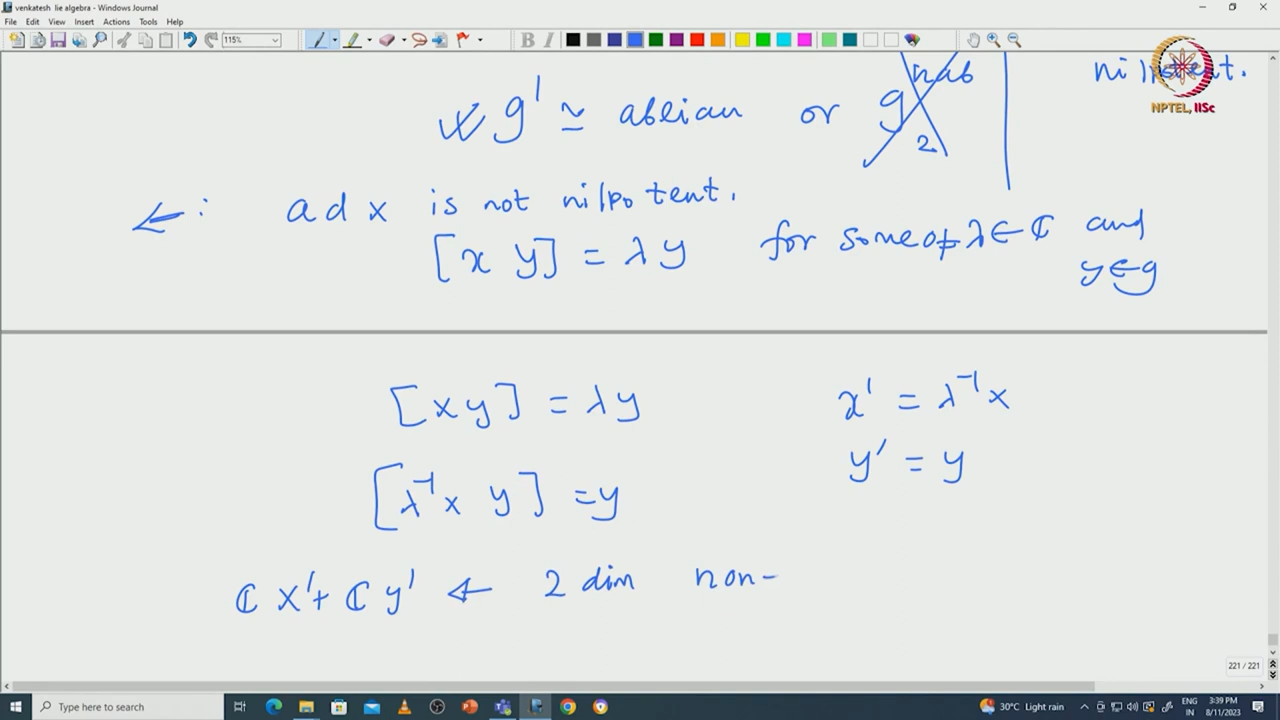 venkatesh lie algebra - Windows Journal
File Edit View Insert Actions Tools Help
115%
NPTEL, IISc
nab
g' ≃ abelian or g 2
⇐: ad x is not nilpotent.
[x y] = λy for some 0≠λ∈ℂ and
y∈g
[x y] = λy x' = λ⁻¹x
[λ⁻¹x y] = y y' = y
ℂx' + ℂy' ← 2 dim non-
221 / 221
Type here to search
30°C Light rain
ENG
IN
3:39 PM
8/11/2023